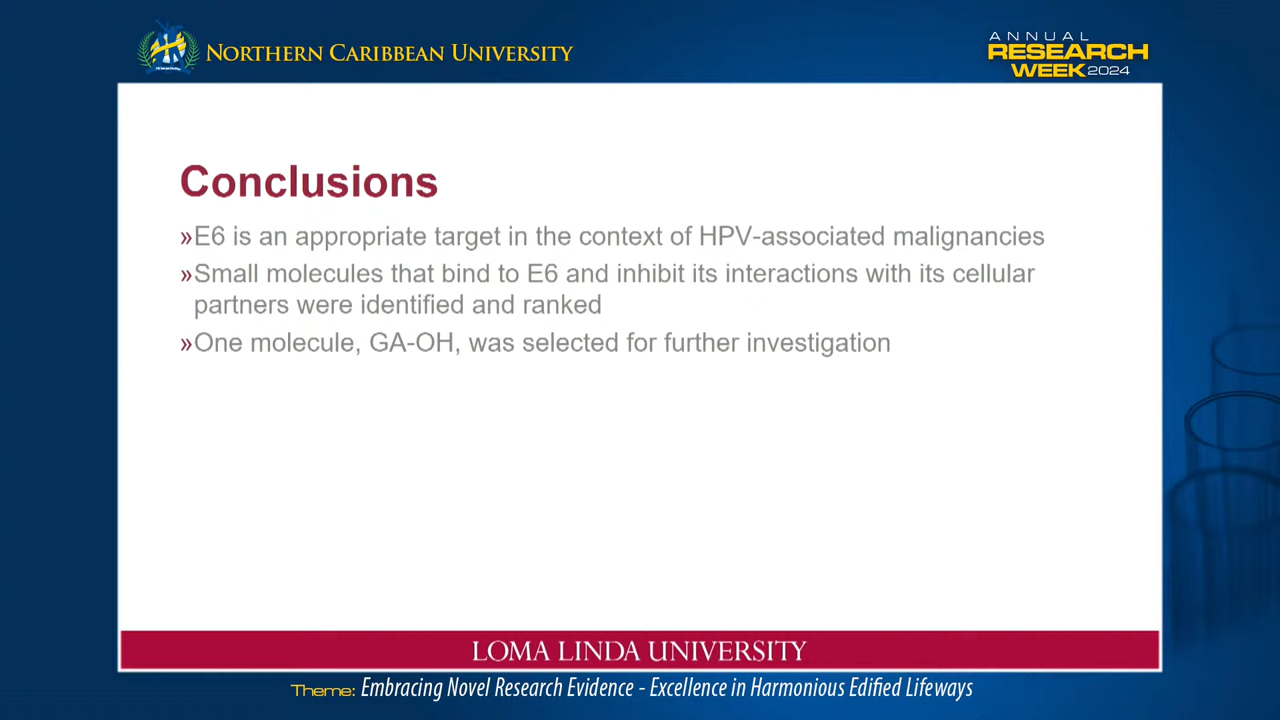 NORTHERN CARIBBEAN UNIVERSITY
ANNUAL
RESEARCH
WEEK 2024
Conclusions
»E6 is an appropriate target in the context of HPV-associated malignancies
»Small molecules that bind to E6 and inhibit its interactions with its cellular
partners were identified and ranked
»One molecule, GA-OH, was selected for further investigation
LOMA LINDA UNIVERSITY
Theme: Embracing Novel Research Evidence - Excellence in Harmonious Edified Lifeways